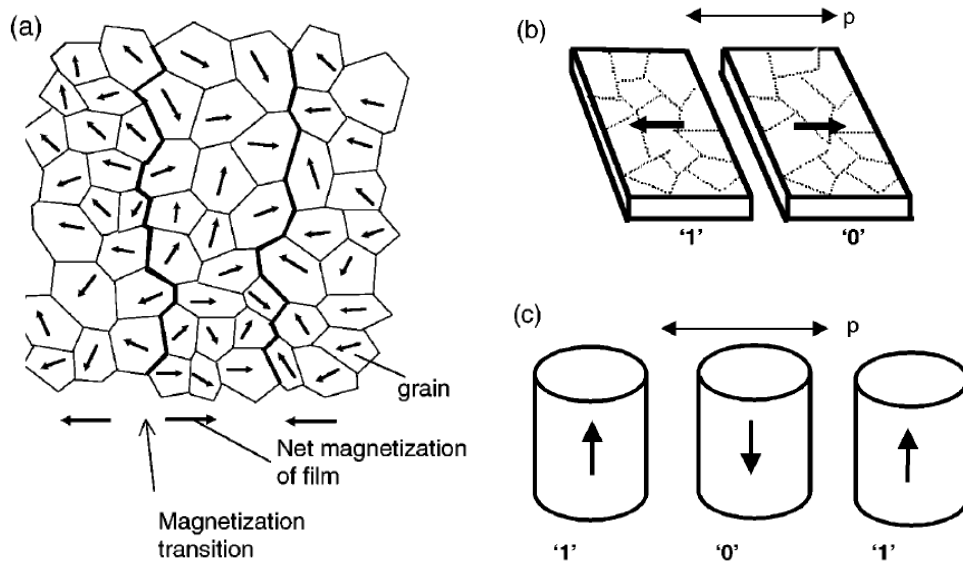 (a)
grain
Net magnetization
of film
Magnetization
transition
(b)
p
‘1’
‘0’
(c)
p
‘1’
‘0’
‘1’